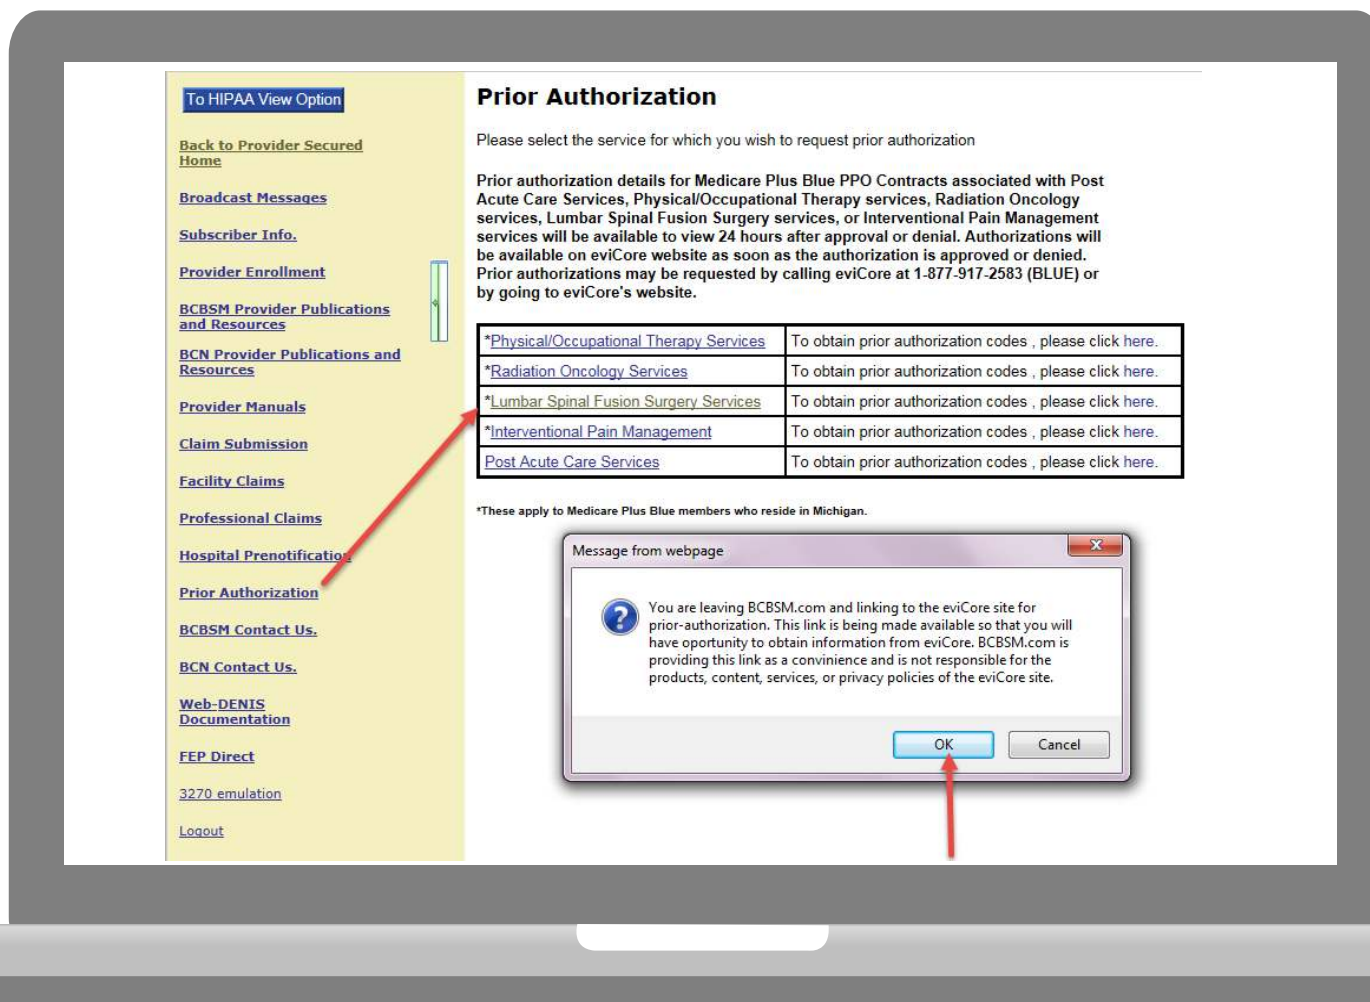 To HIPAA View Option
Back to Provider Secured
Home
Broadcast Messages
Subscriber Info.
Provider Enrollment
BCBSM Provider Publications
and Resources
BCN Provider Publications and
Resources
Provider Manuals
Claim Submission
Facility Claims
Professional Claims
Hospital Prenotification
Prior Authorization
BCBSM Contact Us.
BCN Contact Us.
Web-DENIS
Documentation
FEP Direct
3270 emulation
Logout
Prior Authorization
Please select the service for which you wish to request prior authorization
Prior authorization details for Medicare Plus Blue PPO Contracts associated with Post
Acute Care Services, Physical/Occupational Therapy services, Radiation Oncology
services, Lumbar Spinal Fusion Surgery services, or Interventional Pain Management
services will be available to view 24 hours after approval or denial. Authorizations will
be available on eviCore website as soon as the authorization is approved or denied.
Prior authorizations may be requested by calling eviCore at 1-877-917-2583 (BLUE) or
by going to eviCore's website.
*Physical/Occupational Therapy Services To obtain prior authorization codes , please click here.
*Radiation Oncology Services To obtain prior authorization codes , please click here.
*Lumbar Spinal Fusion Surgery Services To obtain prior authorization codes , please click here.
*Interventional Pain Management To obtain prior authorization codes , please click here.
Post Acute Care Services To obtain prior authorization codes , please click here.
*These apply to Medicare Plus Blue members who reside in Michigan.
Message from webpage
You are leaving BCBSM.com and linking to the eviCore site for
prior-authorization. This link is being made available so that you will
have oportunity to obtain information from eviCore. BCBSM.com is
providing this link as a convinience and is not responsible for the
products, content, services, or privacy policies of the eviCore site.
OK Cancel